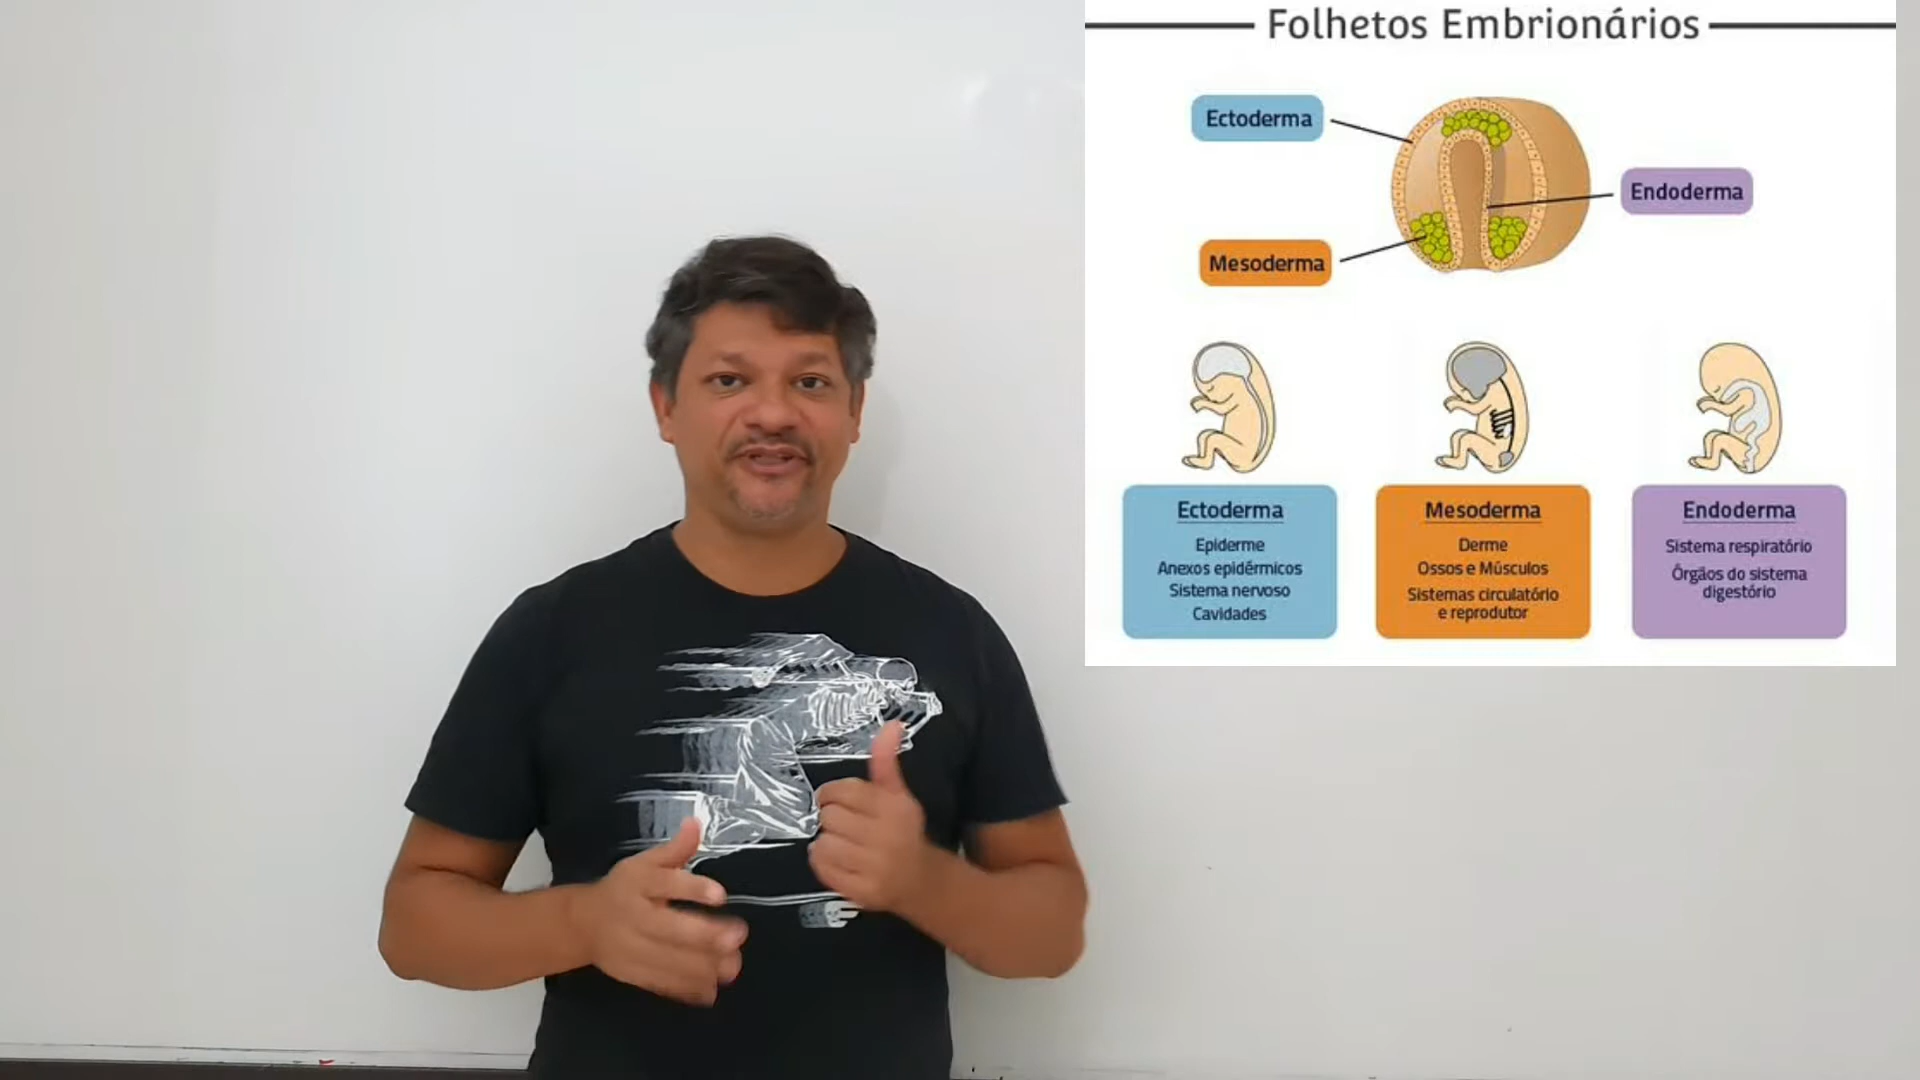 Folhetos Embrionários
Ectoderma
Endoderma
Mesoderma
Ectoderma
Epiderme
Anexos epidérmicos
Sistema nervoso
Cavidades
Mesoderma
Derme
Ossos e Músculos
Sistemas circulatório
e reprodutor
Endoderma
Sistema respiratório
Órgãos do sistema
digestório